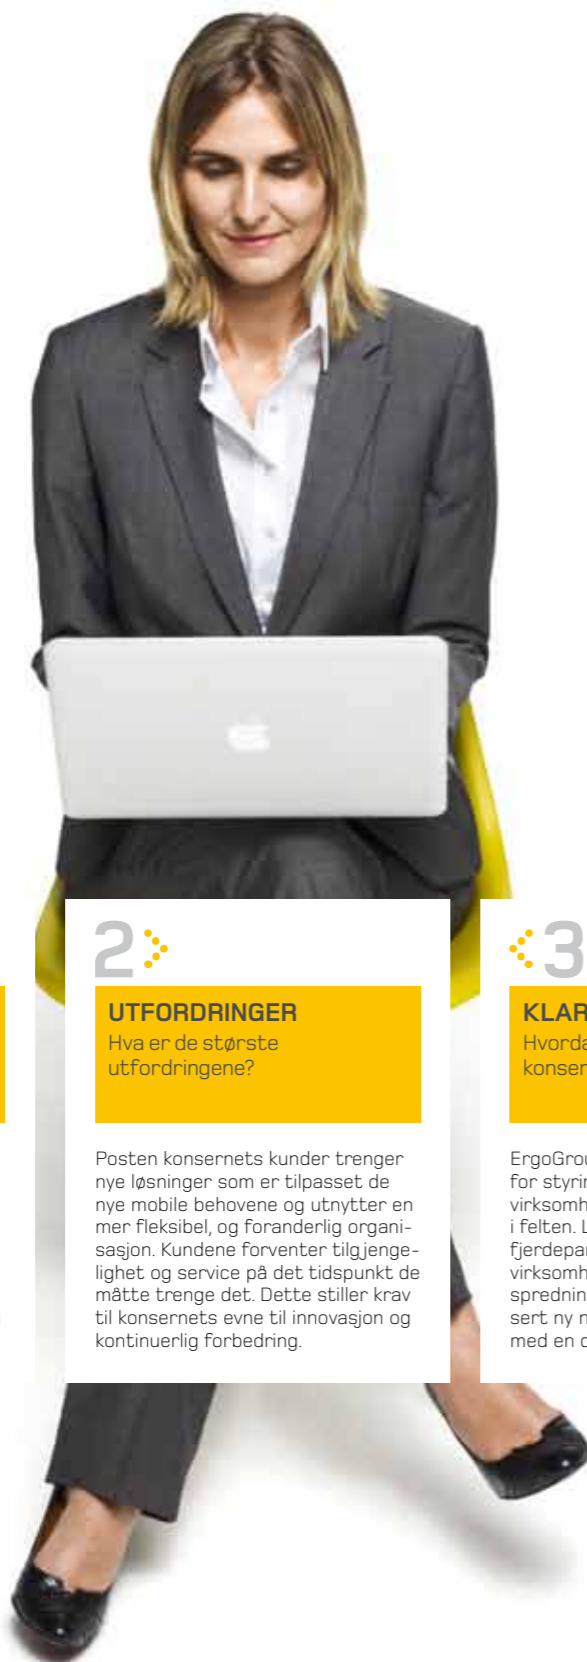 2
UTFORDRINGER
Hva er de største
utfordringene?
Posten konsernets kunder trenger
nye løsninger som er tilpasset de
nye mobile behovene og utnytter en
mer fleksibel, og foranderlig organi-
sasjon. Kundene forventer tilgjenge-
lighet og service på det tidspunkt de
måtte trenge det. Dette stiller krav
til konsernets evne til innovasjon og
kontinuerlig forbedring.
3
KLAR
Hvorda
konser
ErgoGrou
for styrin
virksomh
i felten. L
fjerdepar
virksomh
sprednin
sert ny m
med en o